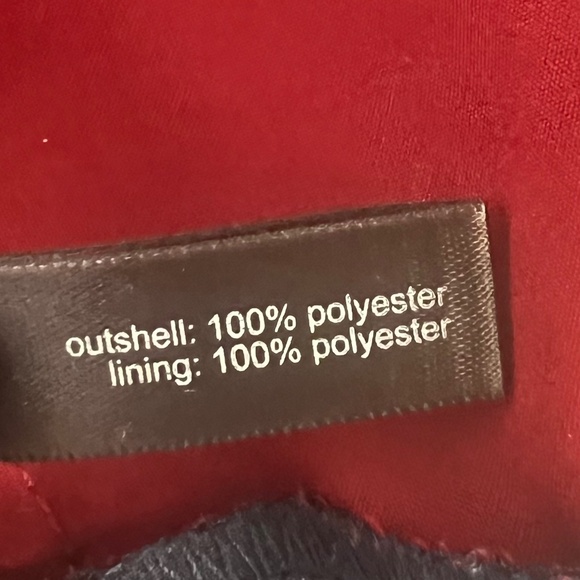 outshell: 100% polyester
lining: 100% polyester